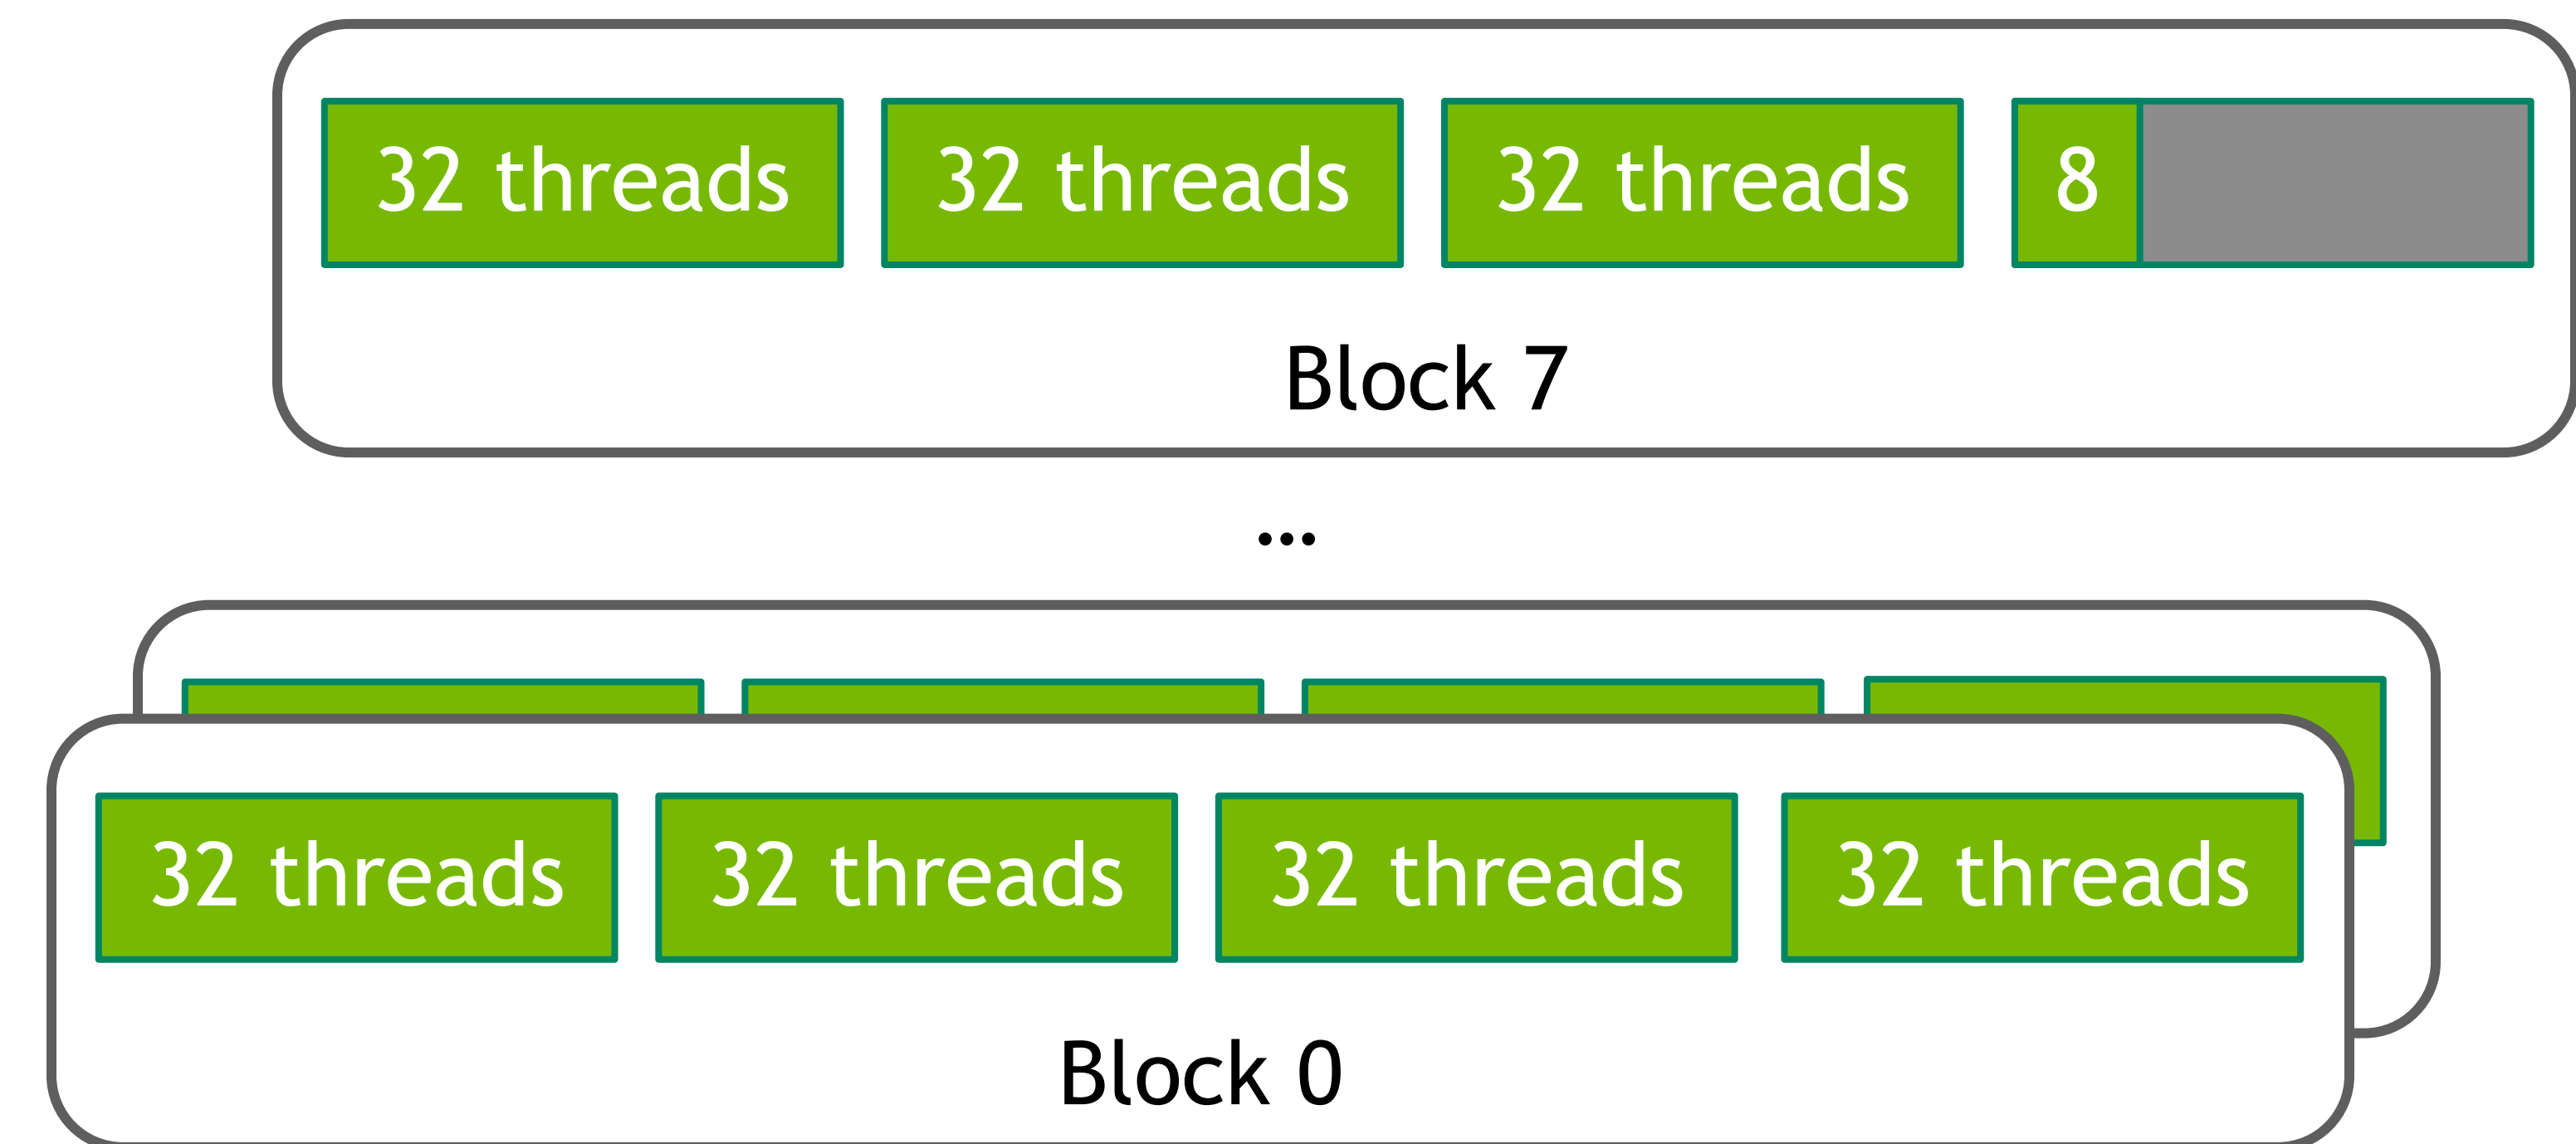 32 threads 32 threads 32 threads 8
Block 7
...
32 threads 32 threads 32 threads 32 threads
Block 0